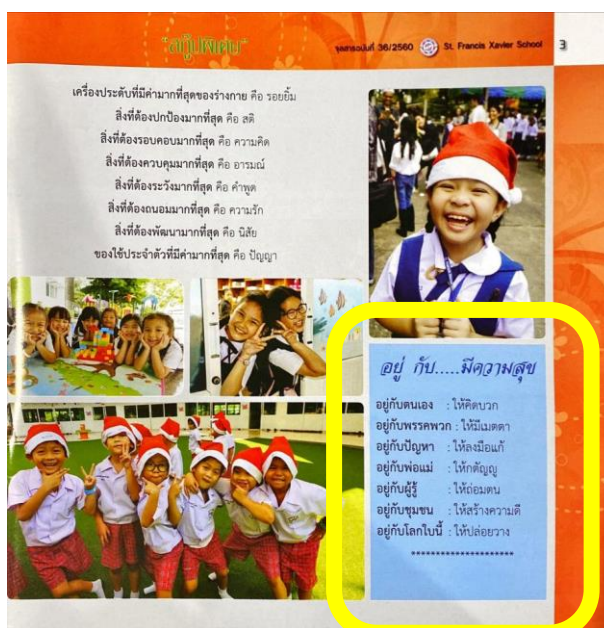 "สกู๊ปพิเศษ"
จุลสารฉบับที่ 36/2560 St. Francis Xavier School 3
เครื่องประดับที่มีค่ามากที่สุดของร่างกาย คือ รอยยิ้ม
สิ่งที่ต้องปกป้องมากที่สุด คือ สติ
สิ่งที่ต้องรอบคอบมากที่สุด คือ ความคิด
สิ่งที่ต้องควบคุมมากที่สุด คือ อารมณ์
สิ่งที่ต้องระวังมากที่สุด คือ คำพูด
สิ่งที่ต้องถนอมมากที่สุด คือ ความรัก
สิ่งที่ต้องพัฒนามากที่สุด คือ นิสัย
ของใช้ประจำตัวที่มีค่ามากที่สุด คือ ปัญญา
อยู่ กับ.....มีความสุข
อยู่กับตนเอง : ให้คิดบวก
อยู่กับพรรคพวก : ให้มีเมตตา
อยู่กับปัญหา : ให้ลงมือแก้
อยู่กับพ่อแม่ : ให้กตัญญู
อยู่กับผู้รู้ : ให้ถ่อมตน
อยู่กับชุมชน : ให้สร้างความดี
อยู่กับโลกใบนี้ : ให้ปล่อยวาง
*********************